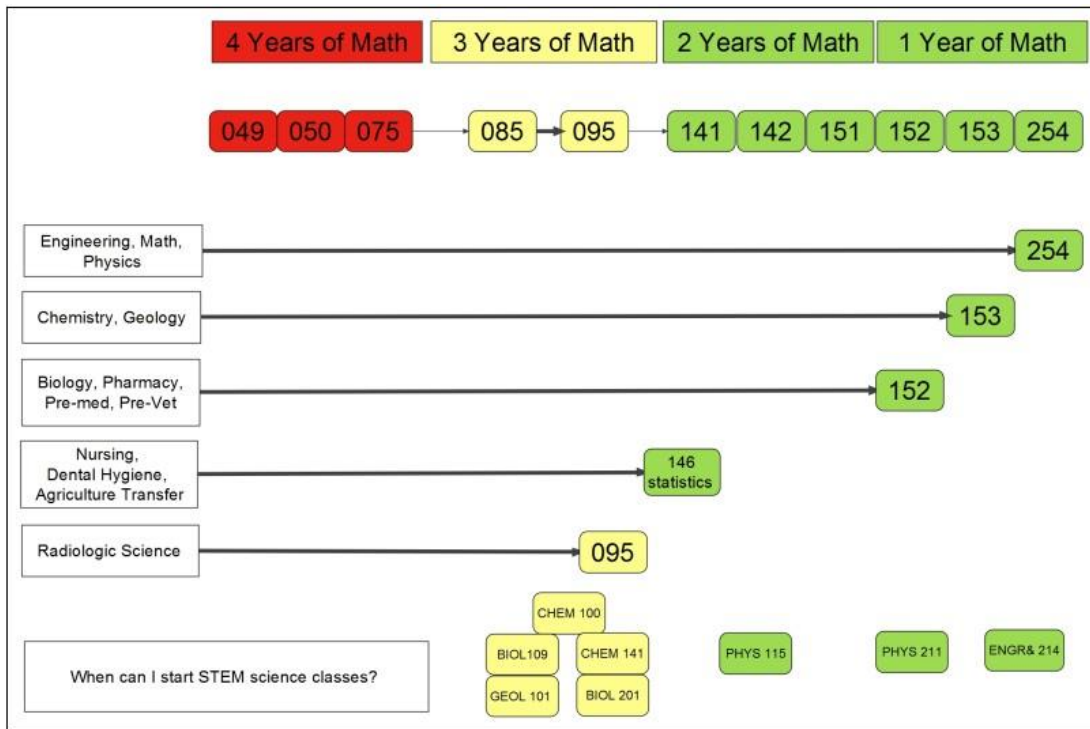 4 Years of Math
3 Years of Math
2 Years of Math
1 Year of Math
049 050 075 085 095 141 142 151 152 153 254
Engineering, Math,
Physics
254
Chemistry, Geology
153
Biology, Pharmacy,
Pre-med, Pre-Vet
152
Nursing,
Dental Hygiene,
Agriculture Transfer
146
statistics
Radiologic Science
095
When can I start STEM science classes?
CHEM 100
BIOL109
CHEM 141
GEOL 101
BIOL 201
PHYS 115
PHYS 211
ENGR& 214